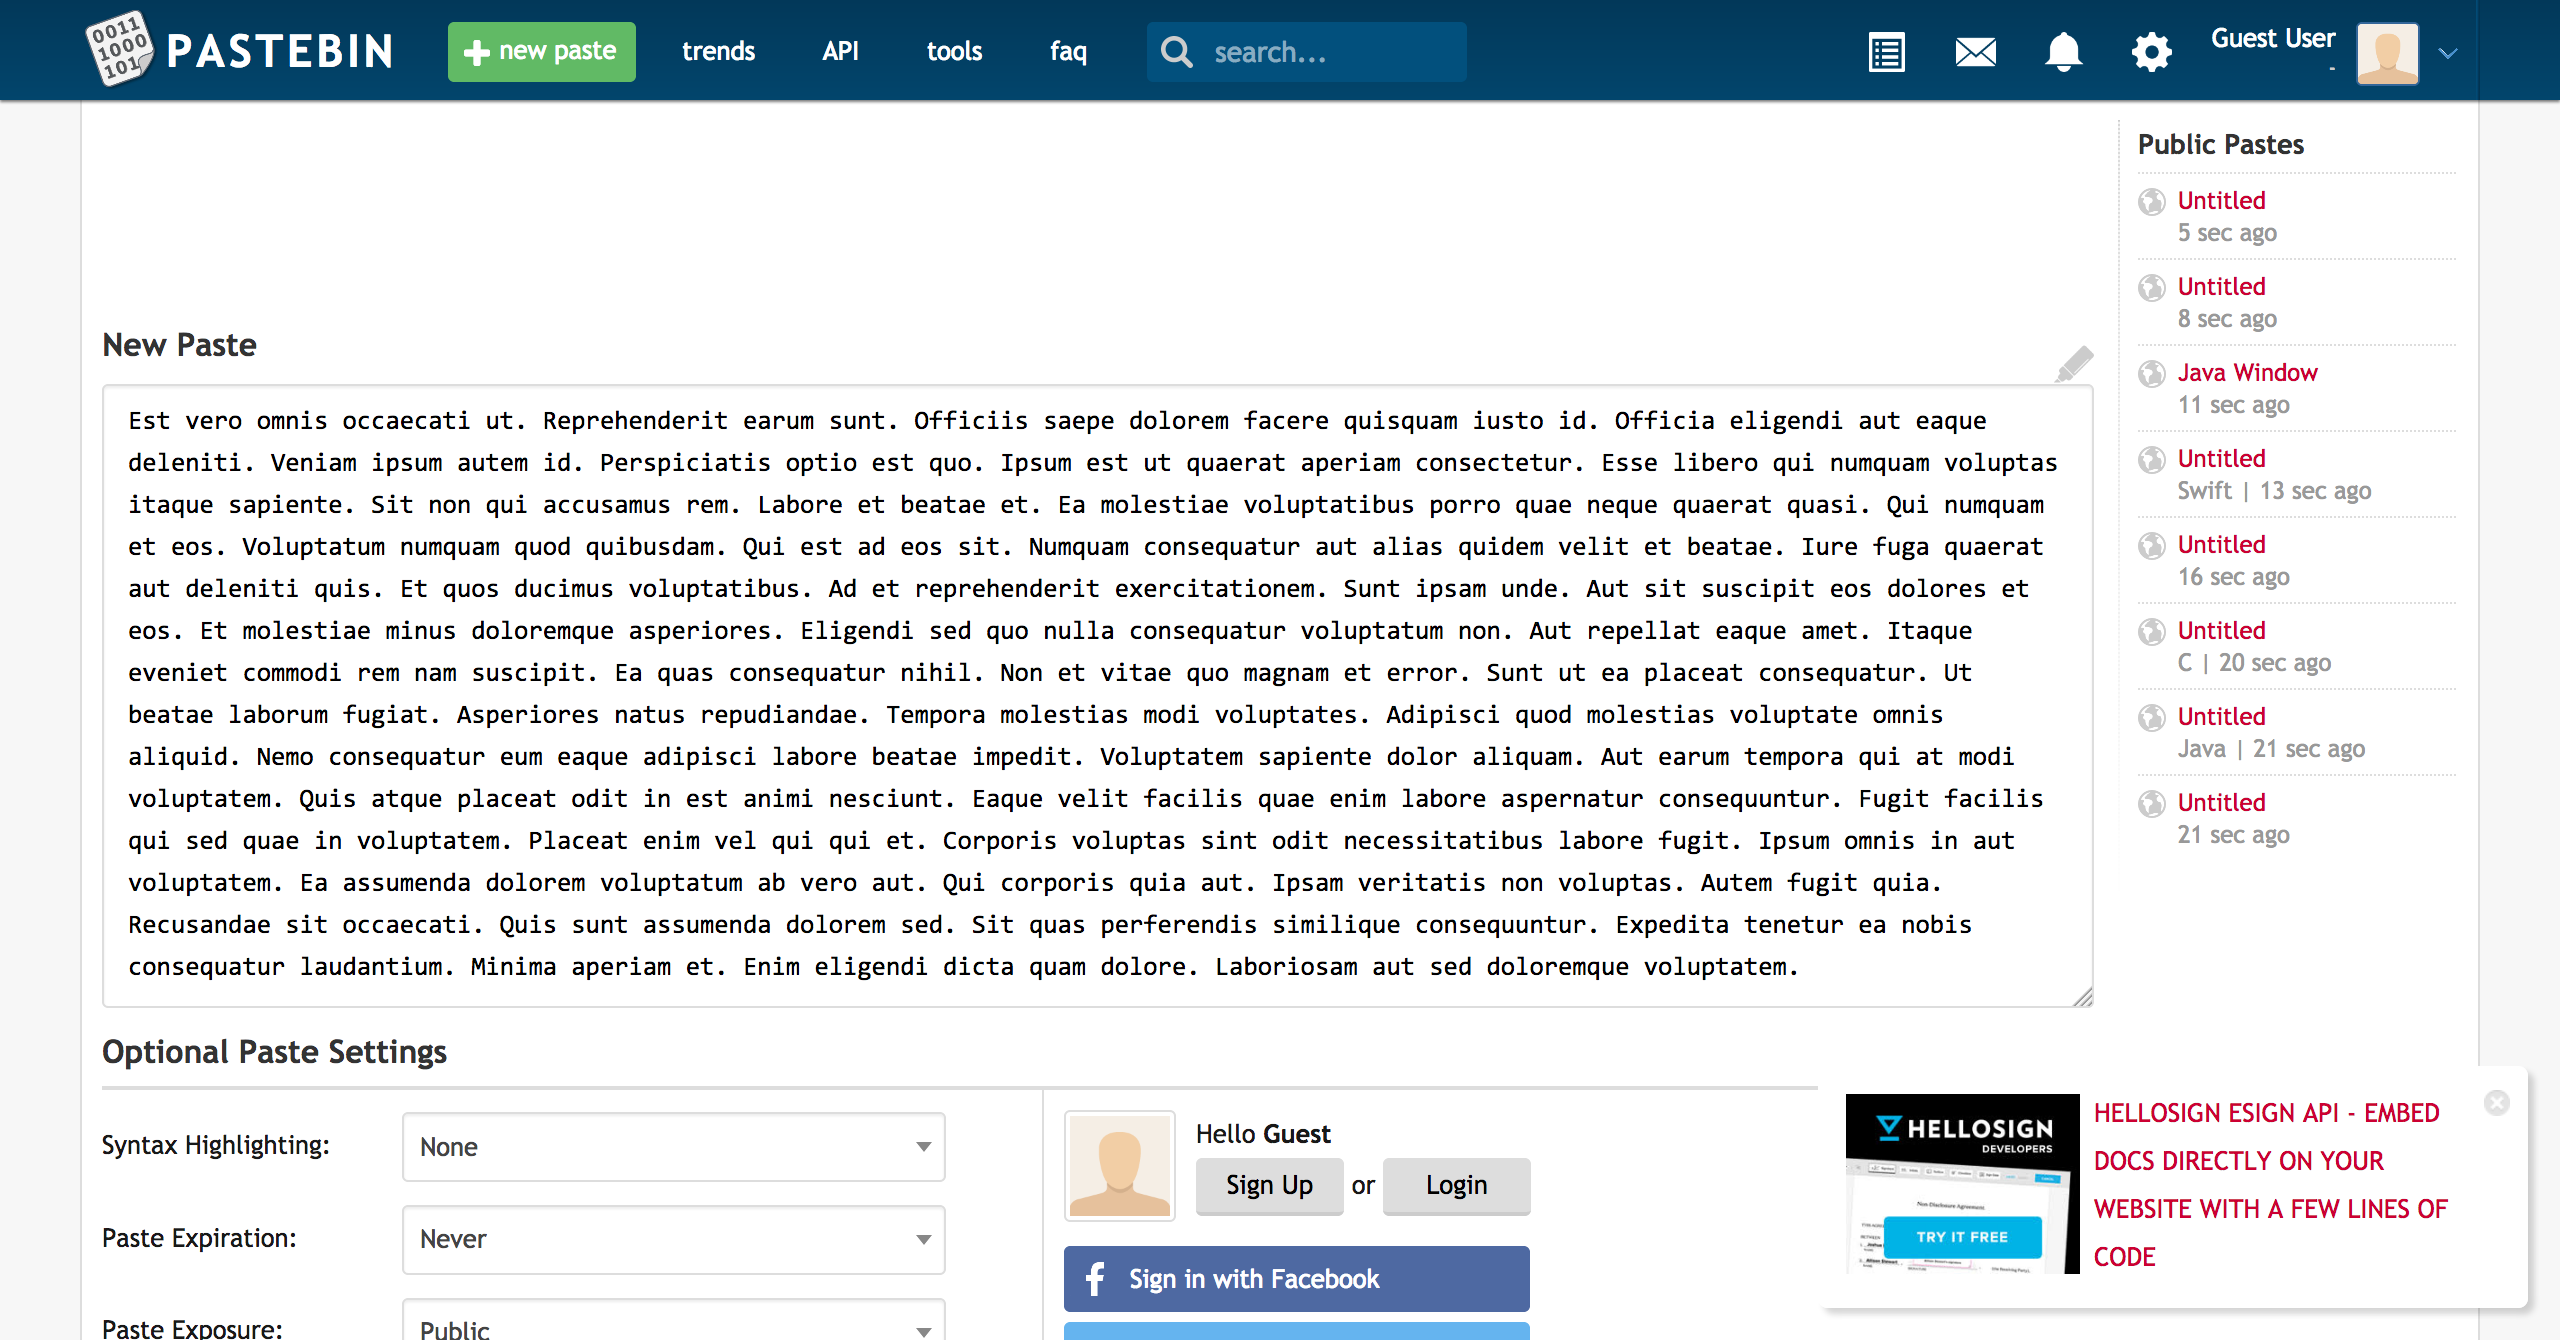 0011
1000
101
PASTEBIN
new paste
trends
API
tools
faq
search...
Guest User
-
New Paste
Est vero omnis occaecati ut. Reprehenderit earum sunt. Officiis saepe dolorem facere quisquam iusto id. Officia eligendi aut eaque
deleniti. Veniam ipsum autem id. Perspiciatis optio est quo. Ipsum est ut quaerat aperiam consectetur. Esse libero qui numquam voluptas
itaque sapiente. Sit non qui accusamus rem. Labore et beatae et. Ea molestiae voluptatibus porro quae neque quaerat quasi. Qui numquam
et eos. Voluptatum numquam quod quibusdam. Qui est ad eos sit. Numquam consequatur aut alias quidem velit et beatae. Iure fuga quaerat
aut deleniti quis. Et quos ducimus voluptatibus. Ad et reprehenderit exercitationem. Sunt ipsam unde. Aut sit suscipit eos dolores et
eos. Et molestiae minus doloremque asperiores. Eligendi sed quo nulla consequatur voluptatum non. Aut repellat eaque amet. Itaque
eveniet commodi rem nam suscipit. Ea quas consequatur nihil. Non et vitae quo magnam et error. Sunt ut ea placeat consequatur. Ut
beatae laborum fugiat. Asperiores natus repudiandae. Tempora molestias modi voluptates. Adipisci quod molestias voluptate omnis
aliquid. Nemo consequatur eum eaque adipisci labore beatae impedit. Voluptatem sapiente dolor aliquam. Aut earum tempora qui at modi
voluptatem. Quis atque placeat odit in est animi nesciunt. Eaque velit facilis quae enim labore aspernatur consequuntur. Fugit facilis
qui sed quae in voluptatem. Placeat enim vel qui qui et. Corporis voluptas sint odit necessitatibus labore fugit. Ipsum omnis in aut
voluptatem. Ea assumenda dolorem voluptatum ab vero aut. Qui corporis quia aut. Ipsam veritatis non voluptas. Autem fugit quia.
Recusandae sit occaecati. Quis sunt assumenda dolorem sed. Sit quas perferendis similique consequuntur. Expedita tenetur ea nobis
consequatur laudantium. Minima aperiam et. Enim eligendi dicta quam dolore. Laboriosam aut sed doloremque voluptatem.
Public Pastes
Untitled
5 sec ago
Untitled
8 sec ago
Java Window
11 sec ago
Untitled
Swift | 13 sec ago
Untitled
16 sec ago
Untitled
C | 20 sec ago
Untitled
Java | 21 sec ago
Untitled
21 sec ago
Optional Paste Settings
Syntax Highlighting:
None
Paste Expiration:
Never
Paste Exposure:
Public
Hello Guest
Sign Up or Login
Sign in with Facebook
HELLOSIGN
DEVELOPERS
Non Disclosure Agreement
TRY IT FREE
HELLOSIGN ESIGN API - EMBED
DOCS DIRECTLY ON YOUR
WEBSITE WITH A FEW LINES OF
CODE